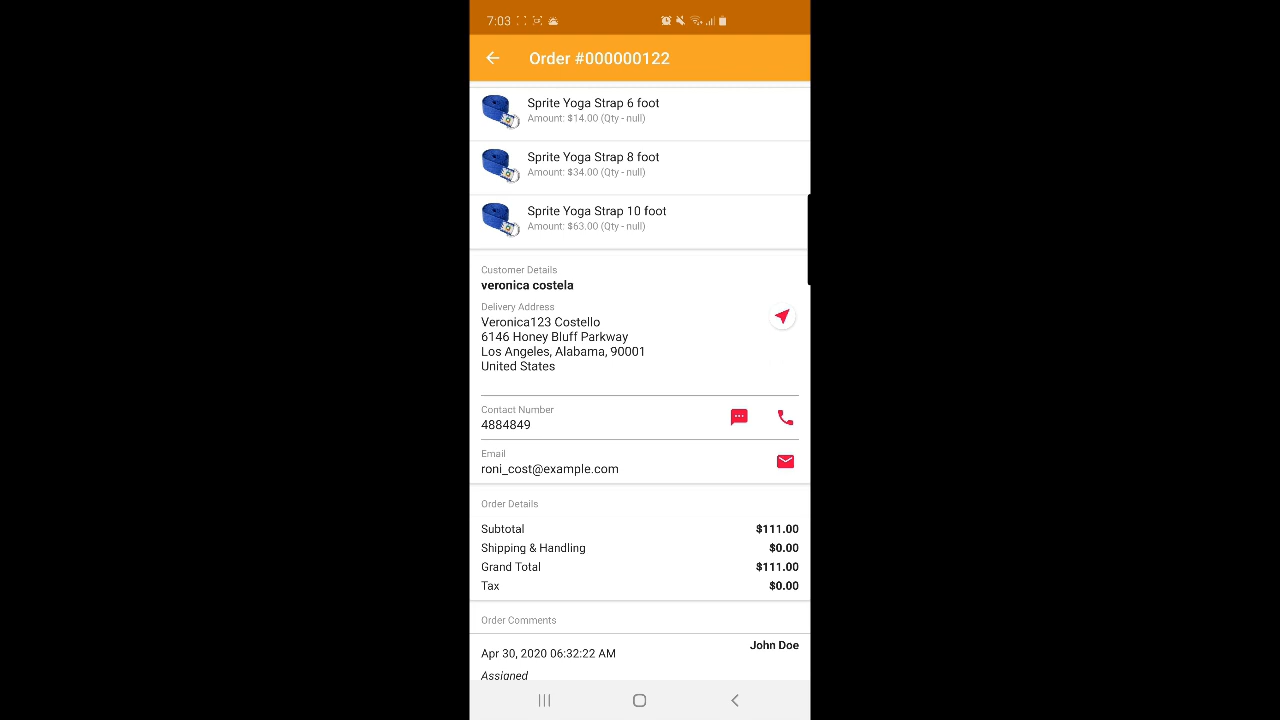 7:03
Order #000000122
Sprite Yoga Strap 6 foot
Amount: $14.00 (Qty - null)
Sprite Yoga Strap 8 foot
Amount: $34.00 (Qty - null)
Sprite Yoga Strap 10 foot
Amount: $63.00 (Qty - null)
Customer Details
veronica costela
Delivery Address
Veronica123 Costello
6146 Honey Bluff Parkway
Los Angeles, Alabama, 90001
United States
Contact Number
4884849
Email
roni_cost@example.com
Order Details
Subtotal $111.00
Shipping & Handling $0.00
Grand Total $111.00
Tax $0.00
Order Comments
John Doe
Apr 30, 2020 06:32:22 AM
Assigned